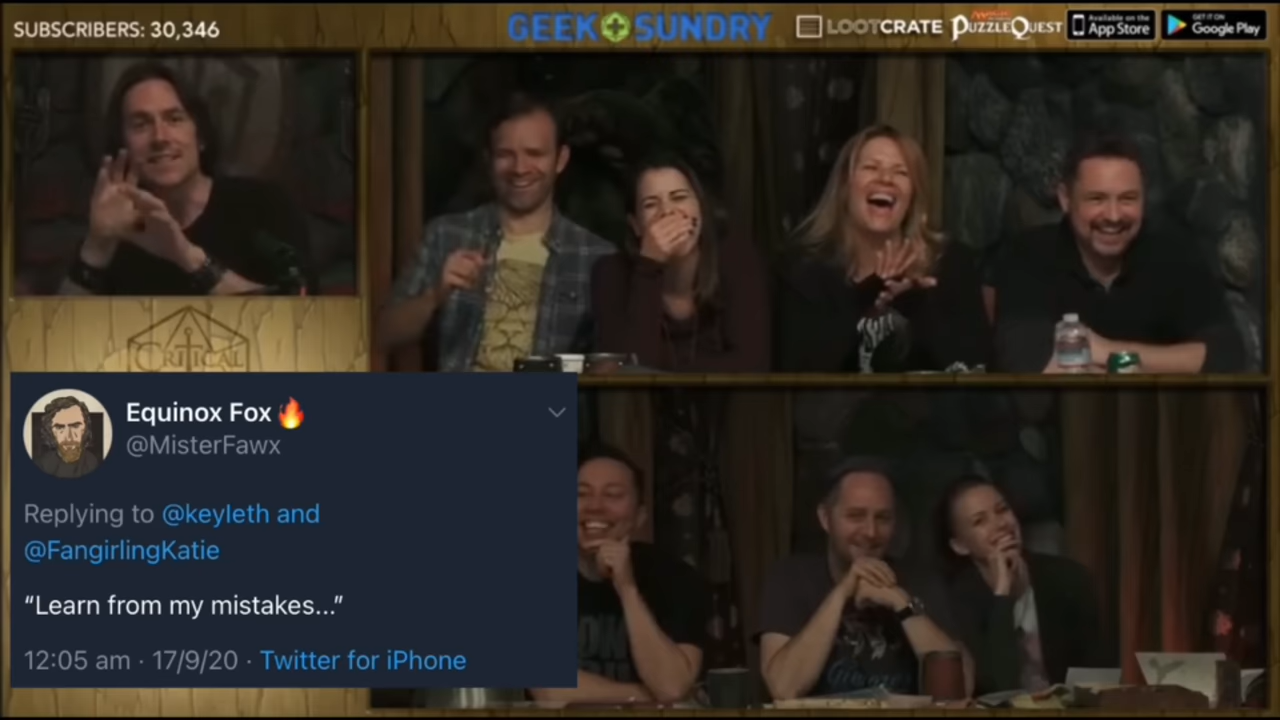 SUBSCRIBERS: 30,346
GEEK SUNDRY
LOOTCRATE
PUZZLEQUEST
Available on the
App Store
GET IT ON
Google Play
CRITICAL
Equinox Fox🔥
@MisterFawx
Replying to @keyleth and
@FangirlingKatie
“Learn from my mistakes...”
12:05 am · 17/9/20 · Twitter for iPhone